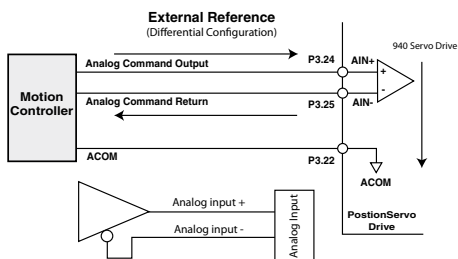 External Reference
(Differential Configuration)
940 Servo Drive
Analog Command Output
P3.24
AIN+
+
-
Motion
Controller
Analog Command Return
P3.25
AIN-
ACOM
P3.22
ACOM
Analog input +
Analog input -
Analog Input
PostionServo
Drive